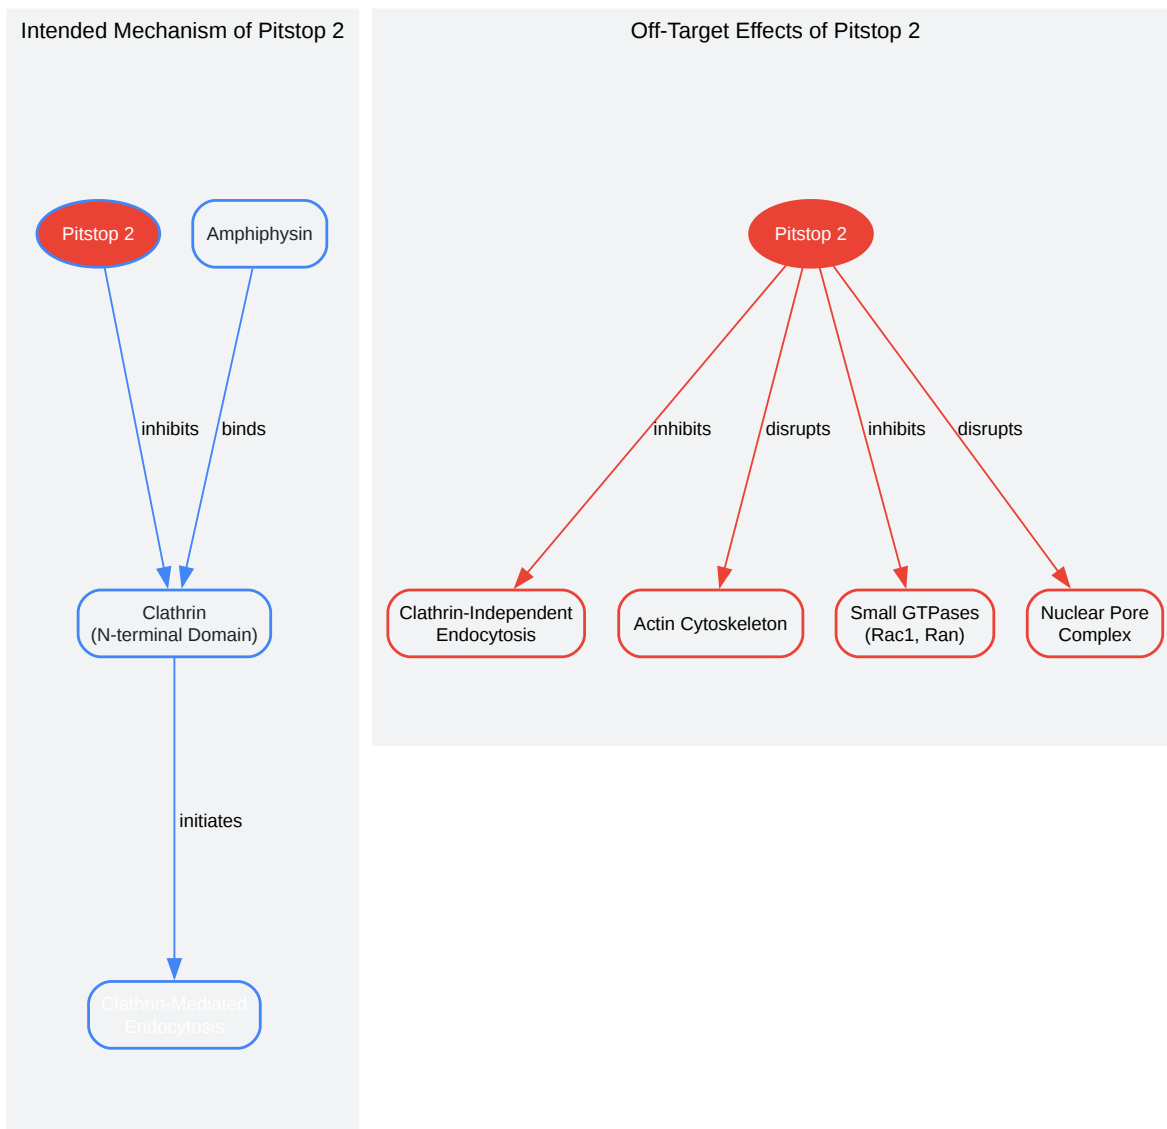 Intended Mechanism of Pitstop 2
Pitstop 2
Amphiphysin
inhibits
binds
Clathrin
(N-terminal Domain)
initiates
Clathrin-Mediated
Endocytosis
Off-Target Effects of Pitstop 2
Pitstop 2
inhibits
disrupts
inhibits
disrupts
Clathrin-Independent
Endocytosis
Actin Cytoskeleton
Small GTPases
(Rac1, Ran)
Nuclear Pore
Complex